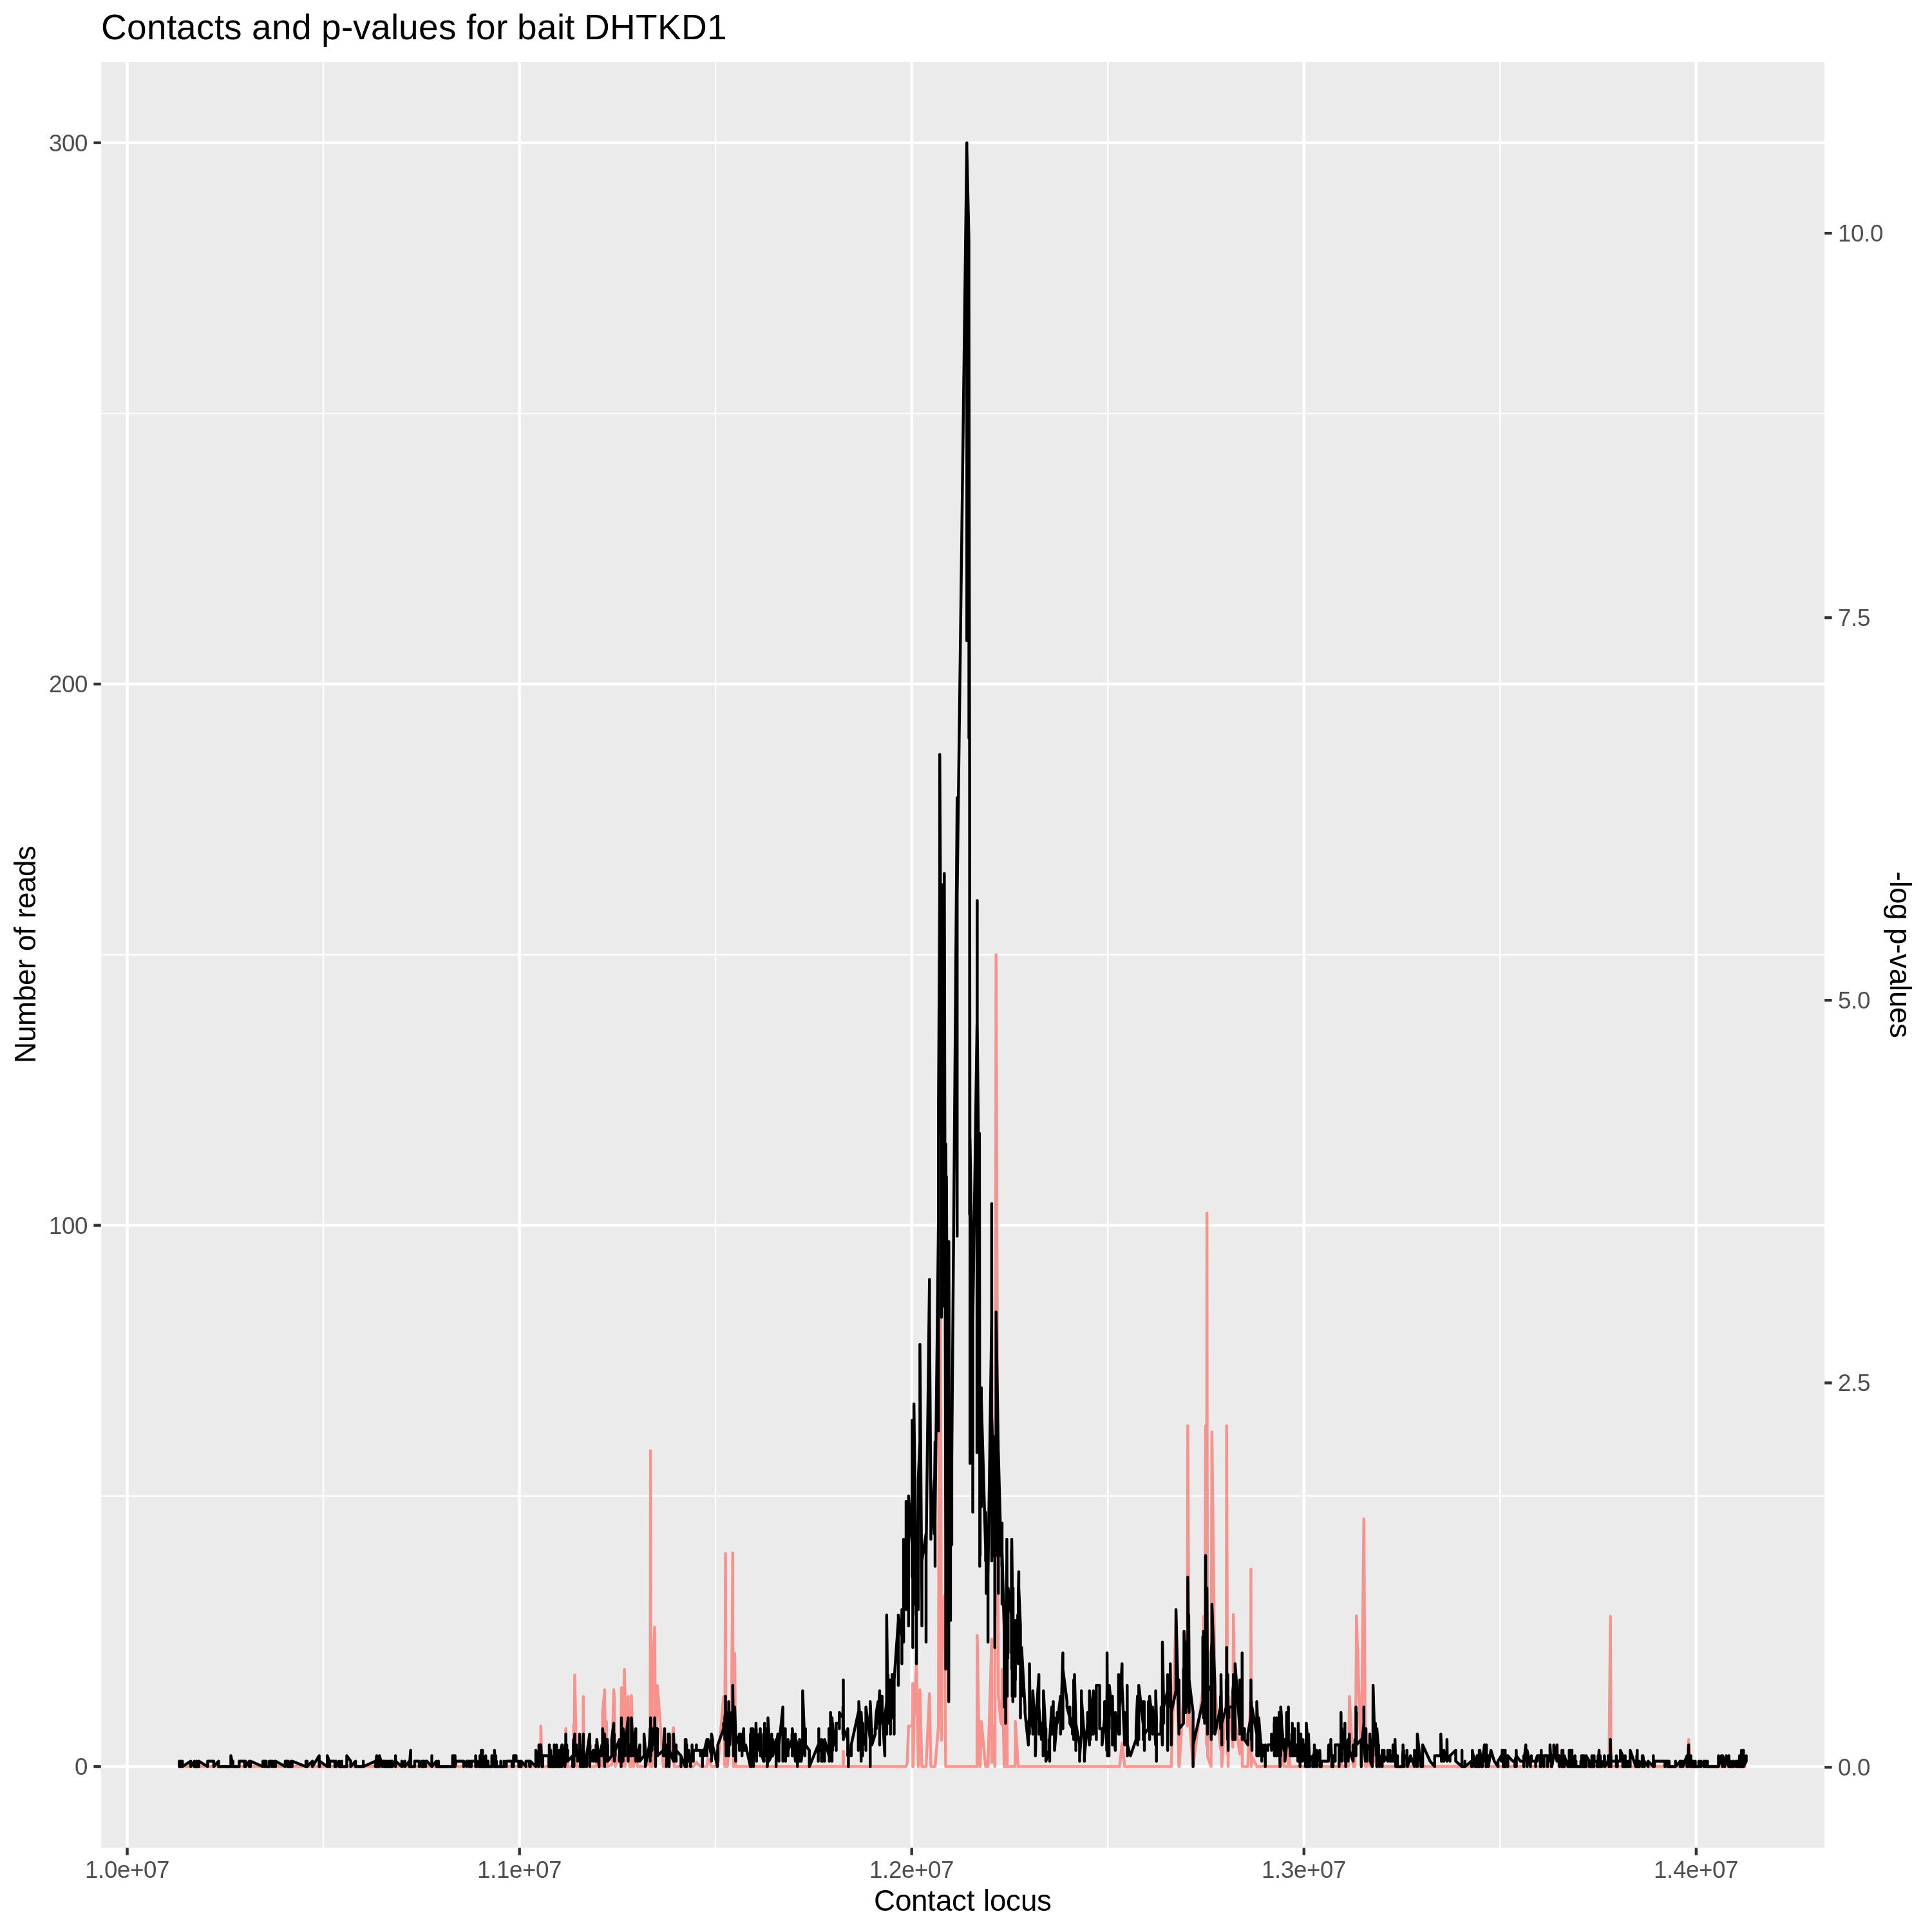 Contacts and p-values for bait DHTKD1
300
200
100
0
Number of reads
10.0
7.5
5.0
2.5
0.0
-log p-values
1.0e+07 1.1e+07 1.2e+07 1.3e+07 1.4e+07
Contact locus